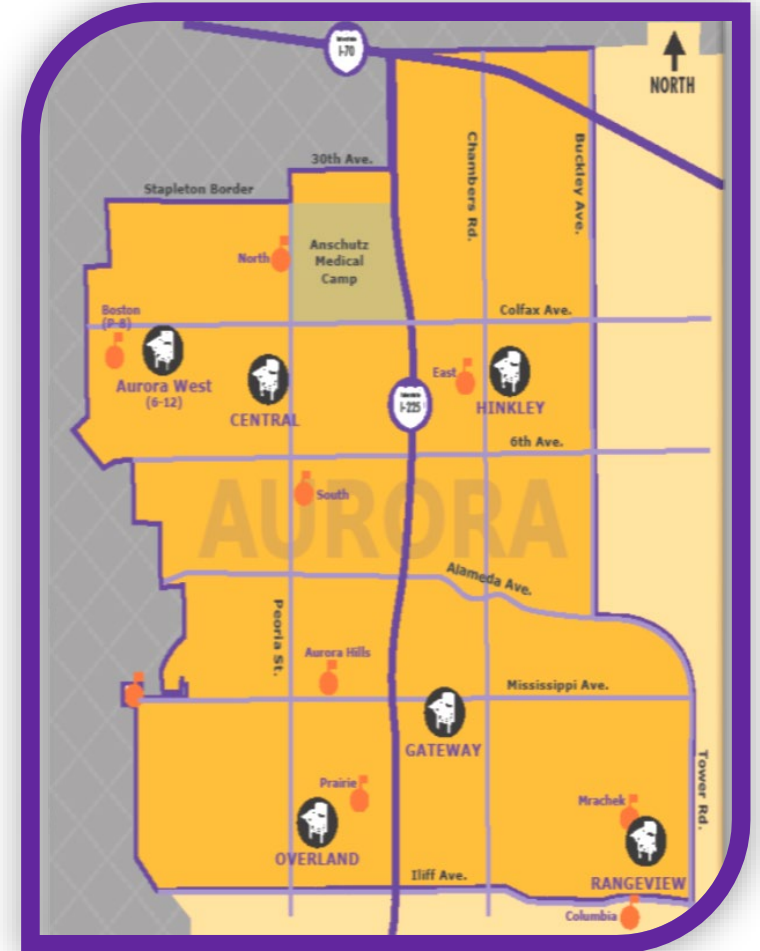 I-70
NORTH
30th Ave.
Stapleton Border
Chambers Rd.
Buckley Ave.
Anschutz
Medical
Camp
North
Boston
(P-8)
Colfax Ave.
Aurora West
(6-12)
CENTRAL
East
HINKLEY
I-225
6th Ave.
South
AURORA
Alameda Ave.
Peoria St.
Aurora Hills
Mississippi Ave.
GATEWAY
Tower Rd.
Prairie
Mrachek
OVERLAND
Iliff Ave.
RANGEVIEW
Columbia